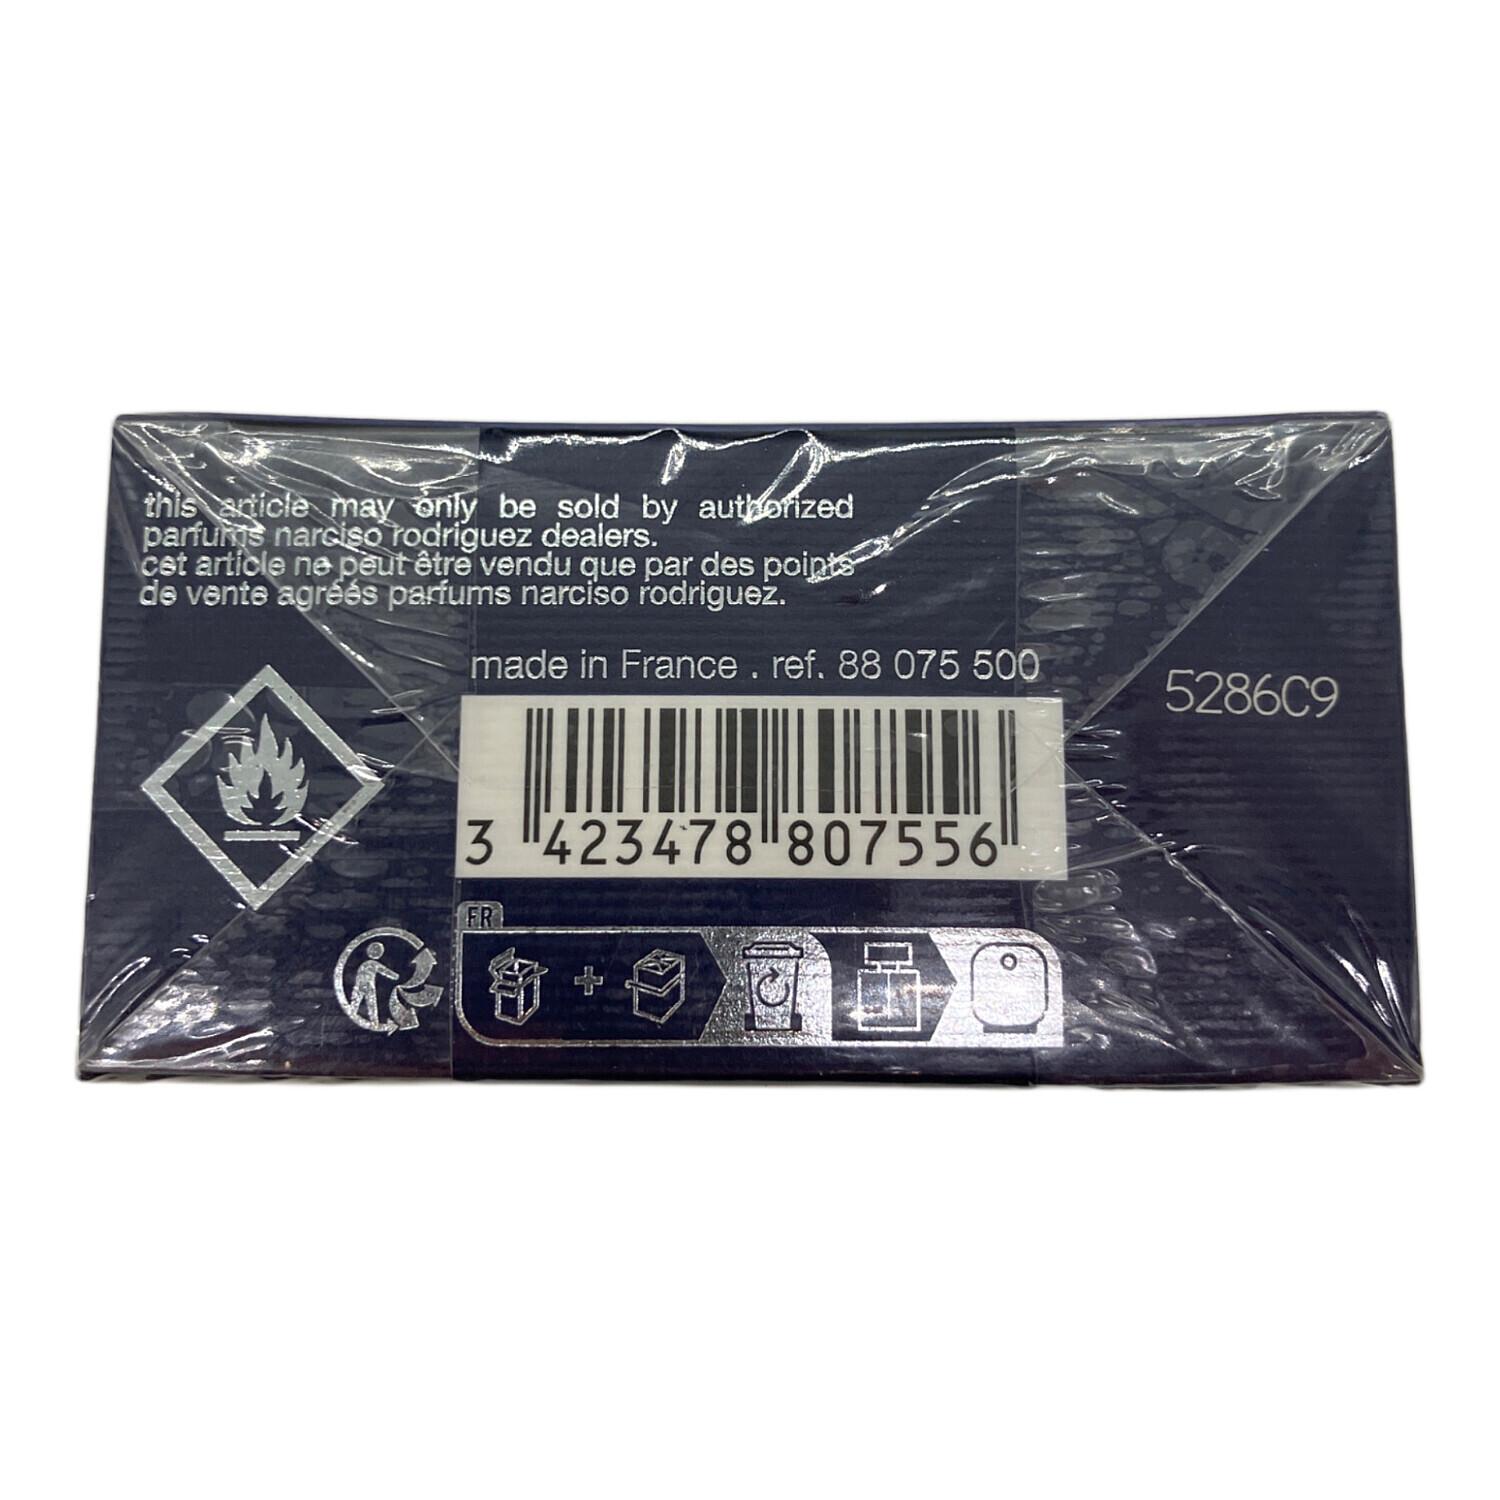 this article may only be sold by authorized
parfums narciso rodriguez dealers.
cet article ne peut être vendu que par des points
de vente agréés parfums narciso rodriguez.
made in France . ref. 88 075 500
5286C9
3 423478 807556
FR